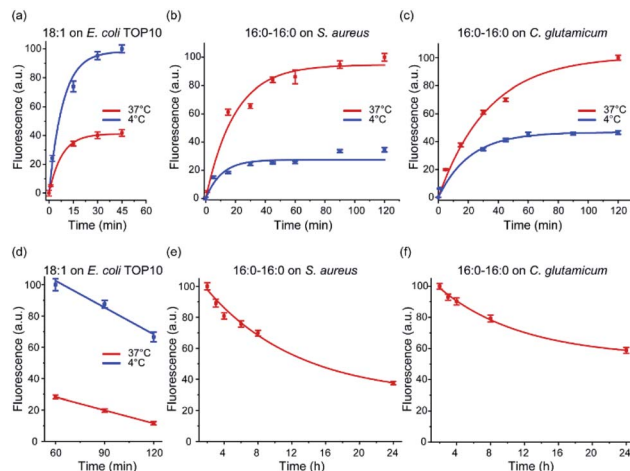 (a)
18:1 on E. coli TOP10
Fluorescence (a.u.)
100
80
60
40
20
0
37°C
4°C
0 15 30 45 60
Time (min)
(b)
16:0-16:0 on S. aureus
Fluorescence (a.u.)
100
80
60
40
20
0
37°C
4°C
0 20 40 60 80 100 120
Time (min)
(c)
16:0-16:0 on C. glutamicum
Fluorescence (a.u.)
100
80
60
40
20
0
37°C
4°C
0 20 40 60 80 100 120
Time (min)
(d)
18:1 on E. coli TOP10
Fluorescence (a.u.)
100
80
60
40
20
0
37°C
4°C
60 90 120
Time (min)
(e)
16:0-16:0 on S. aureus
Fluorescence (a.u.)
100
80
60
40
20
0
4 8 12 16 20 24
Time (h)
(f)
16:0-16:0 on C. glutamicum
Fluorescence (a.u.)
100
80
60
40
20
0
4 8 12 16 20 24
Time (h)